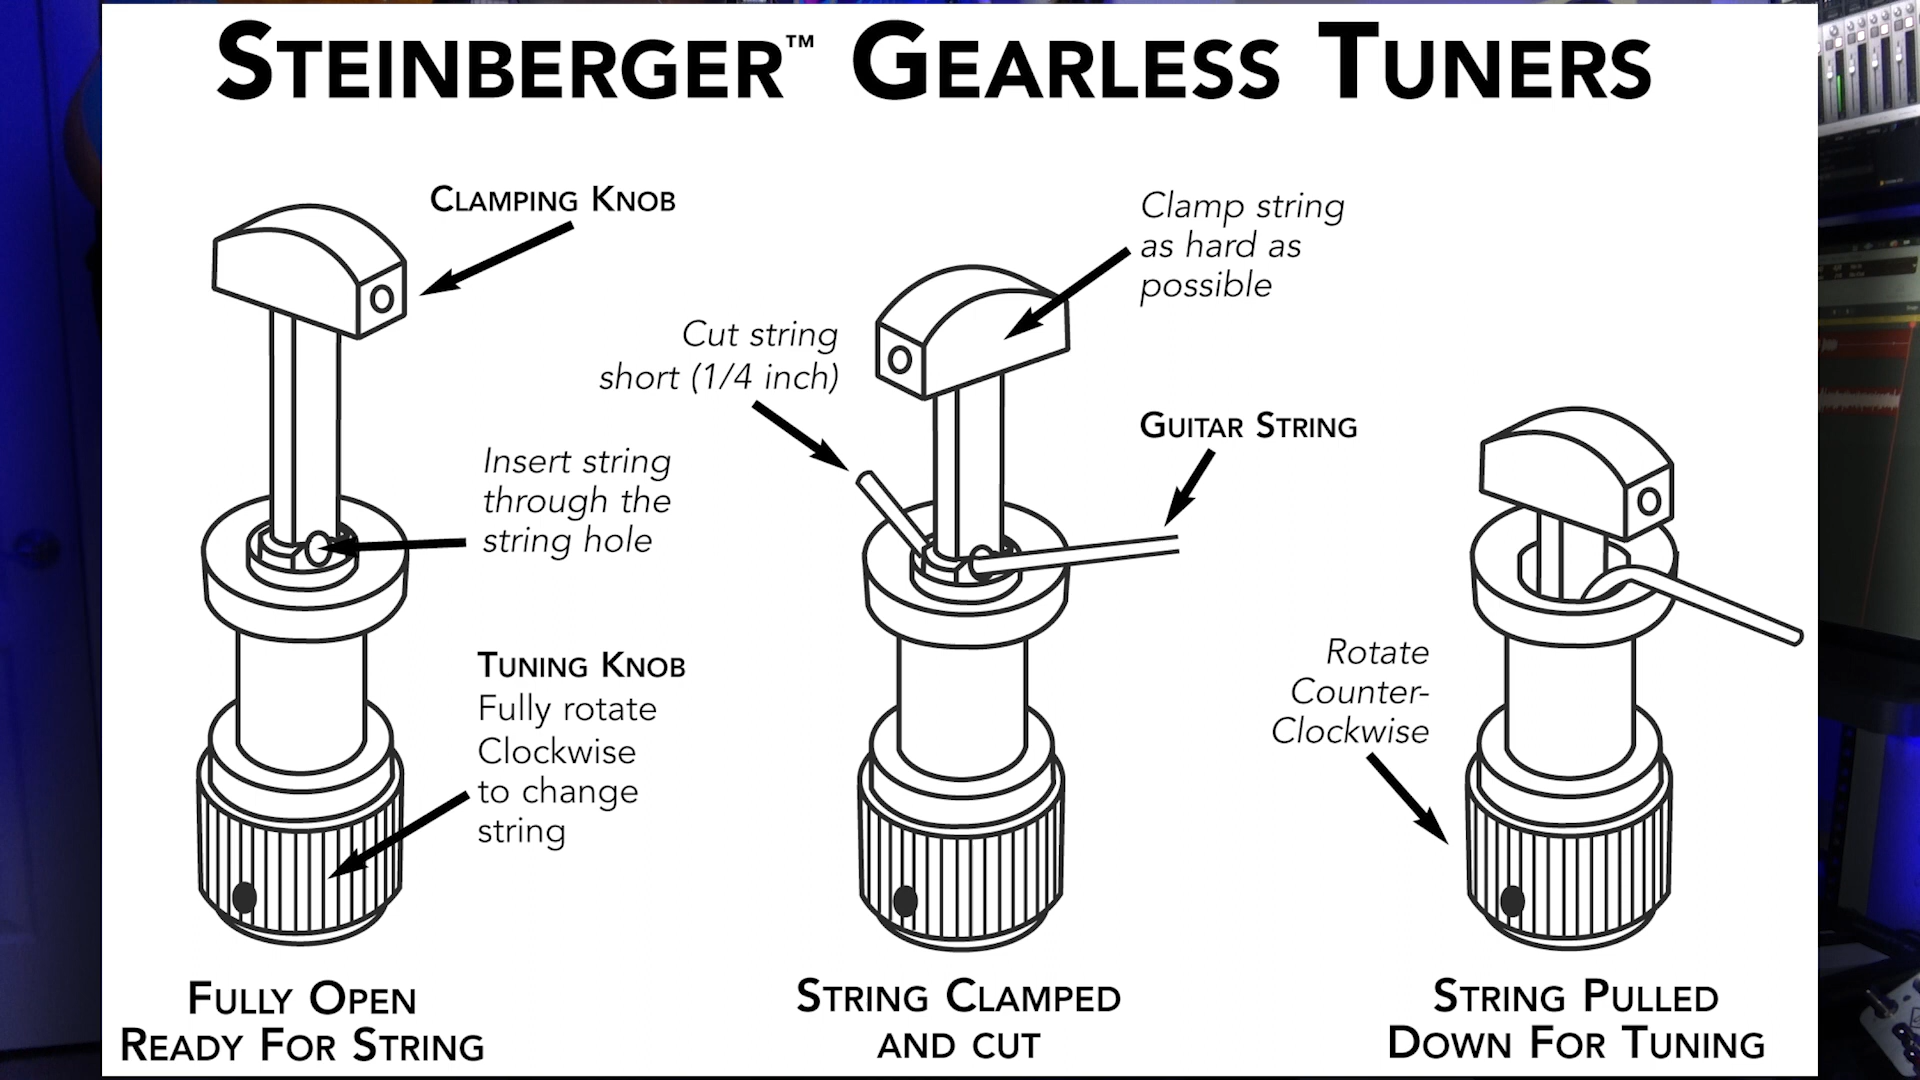 STEINBERGER™ GEARLESS TUNERS
CLAMPING KNOB
Insert string
through the
string hole
TUNING KNOB
Fully rotate
Clockwise
to change
string
FULLY OPEN
READY FOR STRING
Clamp string
as hard as
possible
Cut string
short (1/4 inch)
GUITAR STRING
STRING CLAMPED
AND CUT
Rotate
Counter-
Clockwise
STRING PULLED
DOWN FOR TUNING